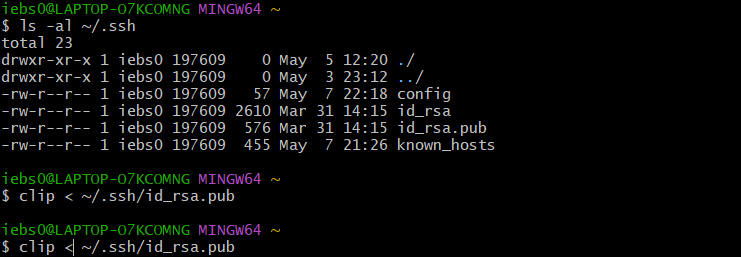 iebs0@LAPTOP-O7KCOMNG MINGW64 ~
$ ls -al ~/.ssh
total 23
drwxr-xr-x 1 iebs0 197609    0 May  5 12:20 ./
drwxr-xr-x 1 iebs0 197609    0 May  3 23:12 ../
-rw-r--r-- 1 iebs0 197609   57 May  7 22:18 config
-rw-r--r-- 1 iebs0 197609 2610 Mar 31 14:15 id_rsa
-rw-r--r-- 1 iebs0 197609  576 Mar 31 14:15 id_rsa.pub
-rw-r--r-- 1 iebs0 197609  455 May  7 21:26 known_hosts
iebs0@LAPTOP-O7KCOMNG MINGW64 ~
$ clip < ~/.ssh/id_rsa.pub
iebs0@LAPTOP-O7KCOMNG MINGW64 ~
$ clip < ~/.ssh/id_rsa.pub